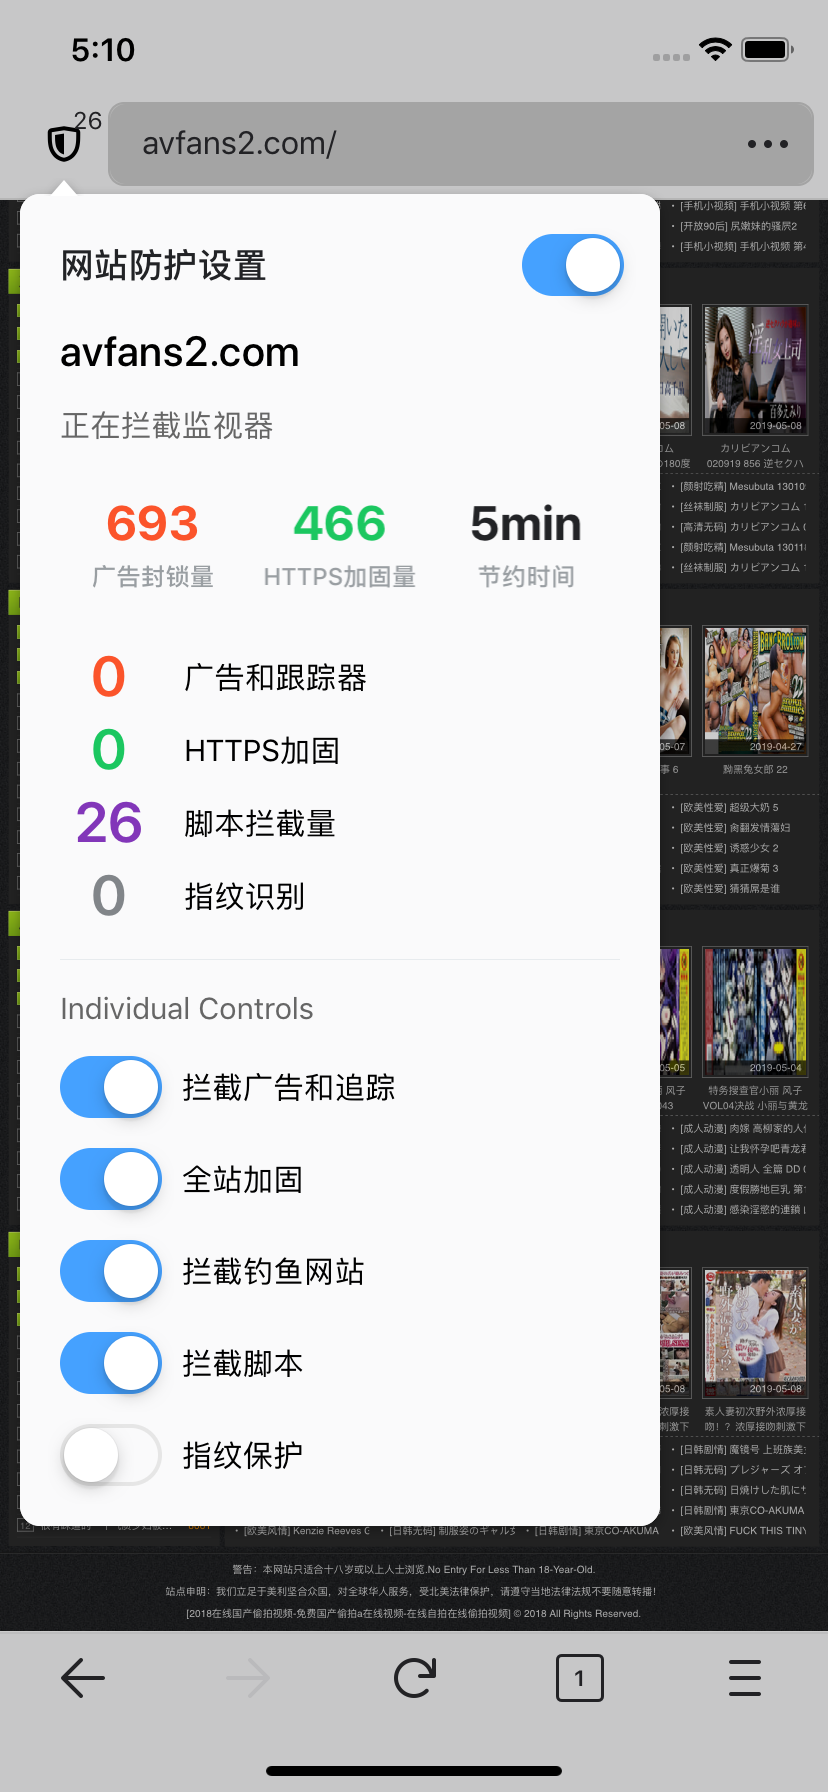 5:10
26
avfans2.com/
网站防护设置
avfans2.com
正在拦截监视器
693
466
5min
广告封锁量
HTTPS加固量
节约时间
0 广告和跟踪器
0 HTTPS加固
26 脚本拦截量
0 指纹识别
Individual Controls
拦截广告和追踪
全站加固
拦截钓鱼网站
拦截脚本
指纹保护
• [手机小视频] 手机小视频 第
• [开放90后] 尻嫩妹的骚屄2
• [手机小视频] 手机小视频 第
05-08
2019-05-08
カリビアンコム
180度
020919 856 逆セクハ
• [颜射吃精] Mesubuta 13010
• [丝袜制服] カリビアンコム
• [高清无码] カリビアンコム
• [颜射吃精] Mesubuta 13011
• [丝袜制服] カリビアンコム
05-07
2019-04-27
事 6
黝黑兔女郎 22
• [欧美性爱] 超级大奶 5
• [欧美性爱] 肏翻发情荡妇
• [欧美性爱] 诱惑少女 2
• [欧美性爱] 真正爆菊 3
• [欧美性爱] 猜猜屌是谁
05-05
2019-05-04
风子
特务搜查官小丽 风子
043
VOL04决战 小丽与黄龙
• [成人动漫] 肉嫁 高柳家的人
• [成人动漫] 让我怀孕吧青龙君
• [成人动漫] 透明人 全篇 DD
• [成人动漫] 度假勝地巨乳 第
• [成人动漫] 感染淫慾的連鎖
05-08
2019-05-08
浓厚接
素人妻初次野外浓厚接
刺激下
吻！？浓厚接吻刺激下
• [日韩剧情] 魔镜号 上班族美
• [日韩无码] プレジャーズ オ
• [日韩无码] 日焼けした肌に
• [日韩剧情] 東京CO-AKUMA
• [欧美风情] Kenzie Reeves
• [日韩无码] 制服姿のギャル
• [日韩剧情] 東京CO-AKUMA
• [欧美风情] FUCK THIS TINY
警告：本网站只适合十八岁或以上人士浏览.No Entry For Less Than 18-Year-Old.
站点申明：我们立足于美利坚合众国，对全球华人服务，受北美法律保护，请遵守当地法律法规不要随意转播！
[2018在线国产偷拍视频-免费国产偷拍a在线视频-在线自拍在线偷拍视频] © 2018 All Rights Reserved.
1